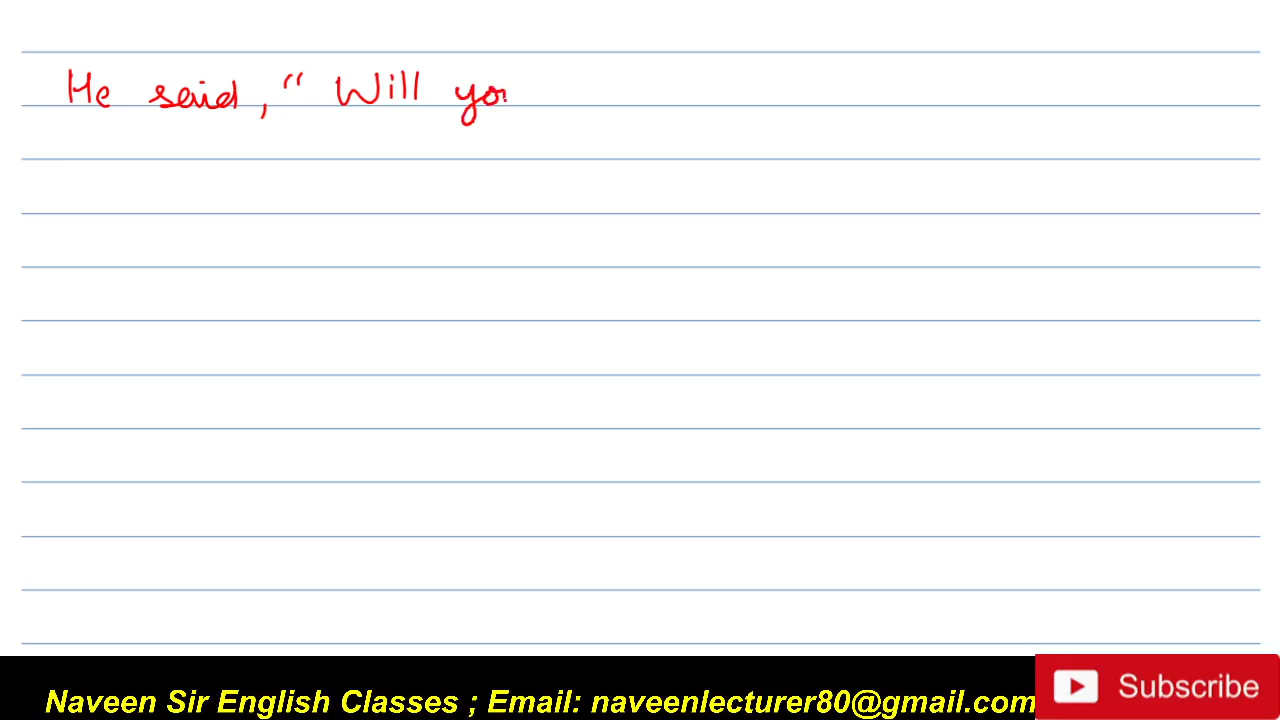 He said, " Will yo
Naveen Sir English Classes ; Email: naveenlecturer80@gmail.com
Subscribe